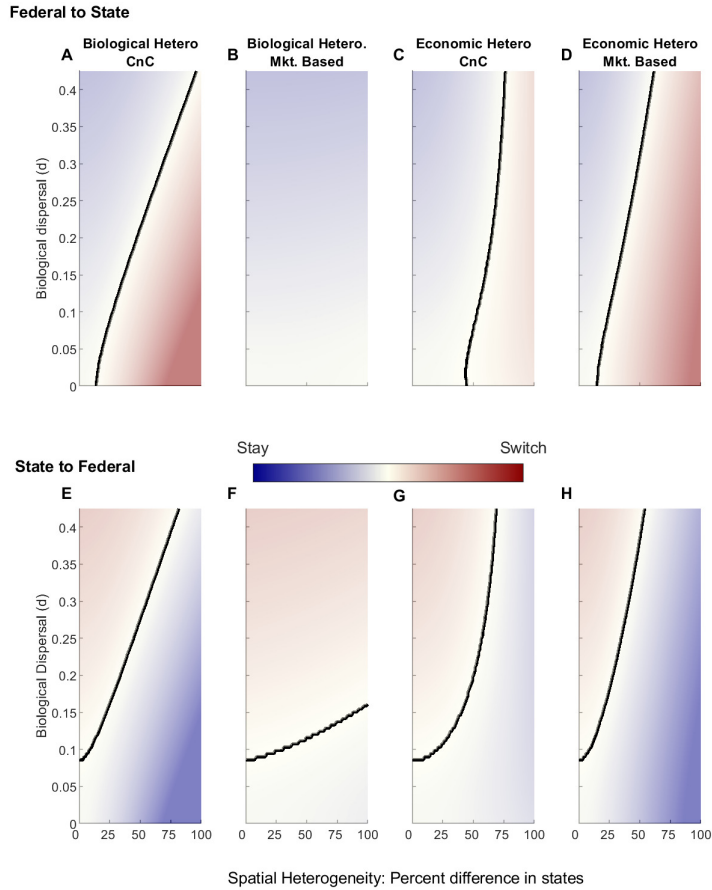 Federal to State
A Biological Hetero CnC
B Biological Hetero. Mkt. Based
C Economic Hetero CnC
D Economic Hetero Mkt. Based
Biological dispersal (d)
0.4
0.35
0.3
0.25
0.2
0.15
0.1
0.05
0
Stay Switch
State to Federal
E F G H
Biological Dispersal (d)
0.4
0.35
0.3
0.25
0.2
0.15
0.1
0.05
0
0 25 50 75 100 0 25 50 75 100 0 25 50 75 100 0 25 50 75 100
Spatial Heterogeneity: Percent difference in states